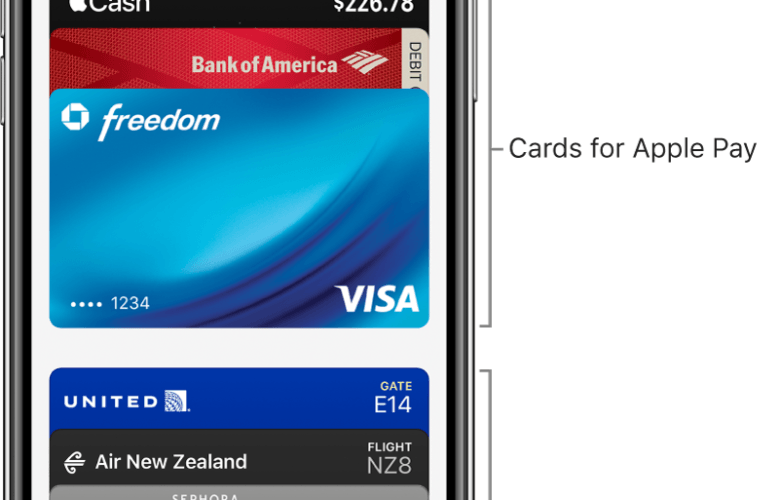 Cash $226.78
Bank of America DEBIT
freedom
Cards for Apple Pay
•••• 1234 VISA
GATE
UNITED E14
FLIGHT
Air New Zealand NZ8
SEPHORA